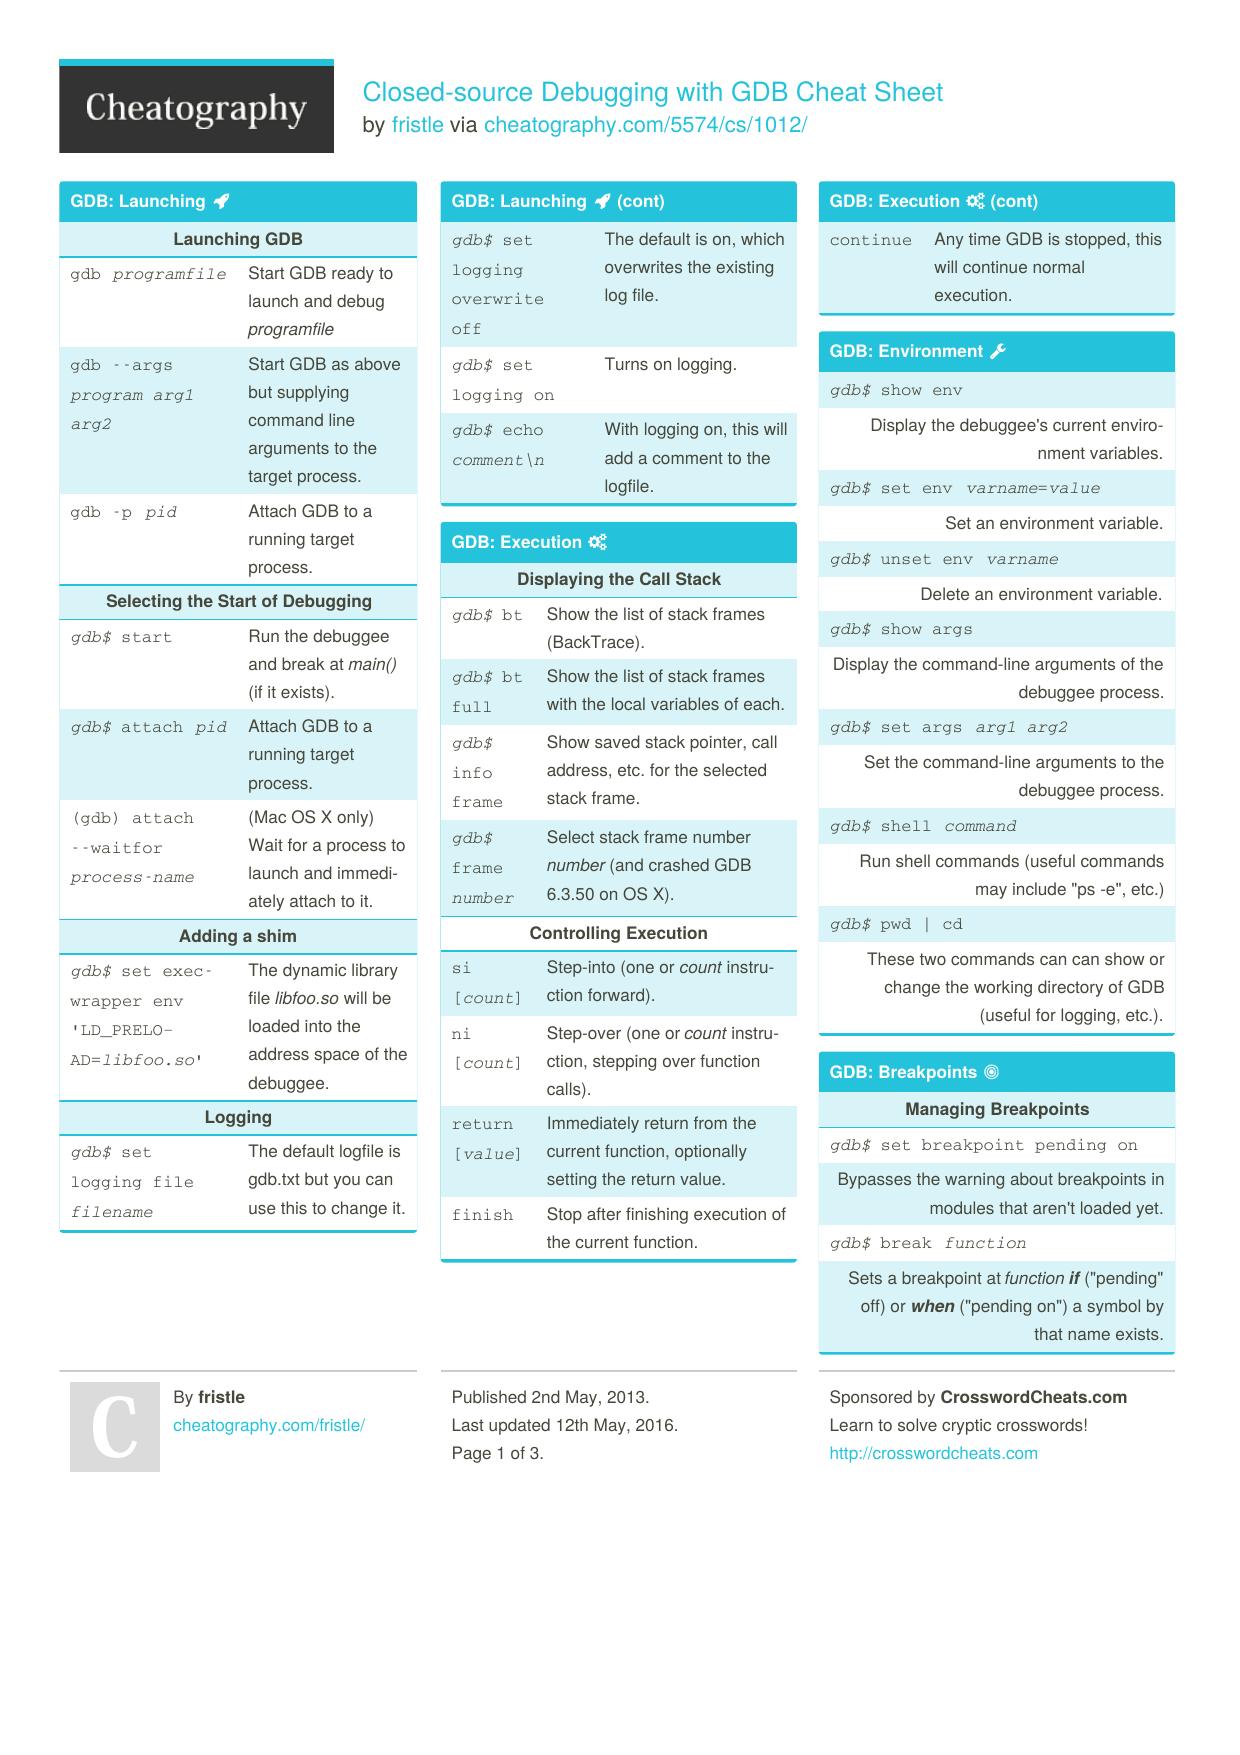 Cheatography
Closed-source Debugging with GDB Cheat Sheet
by fristle via cheatography.com/5574/cs/1012/
GDB: Launching
Launching GDB
gdb programfile
Start GDB ready to
launch and debug
programfile
gdb --args
program arg1
arg2
Start GDB as above
but supplying
command line
arguments to the
target process.
gdb -p pid
Attach GDB to a
running target
process.
Selecting the Start of Debugging
gdb$ start
Run the debuggee
and break at main()
(if it exists).
gdb$ attach pid
Attach GDB to a
running target
process.
(gdb) attach
--waitfor
process-name
(Mac OS X only)
Wait for a process to
launch and immedi-
ately attach to it.
Adding a shim
gdb$ set exec-
wrapper env
'LD_PRELO-
AD=libfoo.so'
The dynamic library
file libfoo.so will be
loaded into the
address space of the
debuggee.
Logging
gdb$ set
logging file
filename
The default logfile is
gdb.txt but you can
use this to change it.
GDB: Launching (cont)
gdb$ set
logging
overwrite
off
The default is on, which
overwrites the existing
log file.
gdb$ set
logging on
Turns on logging.
gdb$ echo
comment\n
With logging on, this will
add a comment to the
logfile.
GDB: Execution
Displaying the Call Stack
gdb$ bt
Show the list of stack frames
(BackTrace).
gdb$ bt
full
Show the list of stack frames
with the local variables of each.
gdb$
info
frame
Show saved stack pointer, call
address, etc. for the selected
stack frame.
gdb$
frame
number
Select stack frame number
number (and crashed GDB
6.3.50 on OS X).
Controlling Execution
si
[count]
Step-into (one or count instru-
ction forward).
ni
[count]
Step-over (one or count instru-
ction, stepping over function
calls).
return
[value]
Immediately return from the
current function, optionally
setting the return value.
finish
Stop after finishing execution of
the current function.
GDB: Execution (cont)
continue
Any time GDB is stopped, this
will continue normal
execution.
GDB: Environment
gdb$ show env
Display the debuggee's current enviro-
nment variables.
gdb$ set env varname=value
Set an environment variable.
gdb$ unset env varname
Delete an environment variable.
gdb$ show args
Display the command-line arguments of the
debuggee process.
gdb$ set args arg1 arg2
Set the command-line arguments to the
debuggee process.
gdb$ shell command
Run shell commands (useful commands
may include "ps -e", etc.)
gdb$ pwd | cd
These two commands can can show or
change the working directory of GDB
(useful for logging, etc.).
GDB: Breakpoints
Managing Breakpoints
gdb$ set breakpoint pending on
Bypasses the warning about breakpoints in
modules that aren't loaded yet.
gdb$ break function
Sets a breakpoint at function if ("pending"
off) or when ("pending on") a symbol by
that name exists.
C
By fristle
cheatography.com/fristle/
Published 2nd May, 2013.
Last updated 12th May, 2016.
Page 1 of 3.
Sponsored by CrosswordCheats.com
Learn to solve cryptic crosswords!
http://crosswordcheats.com